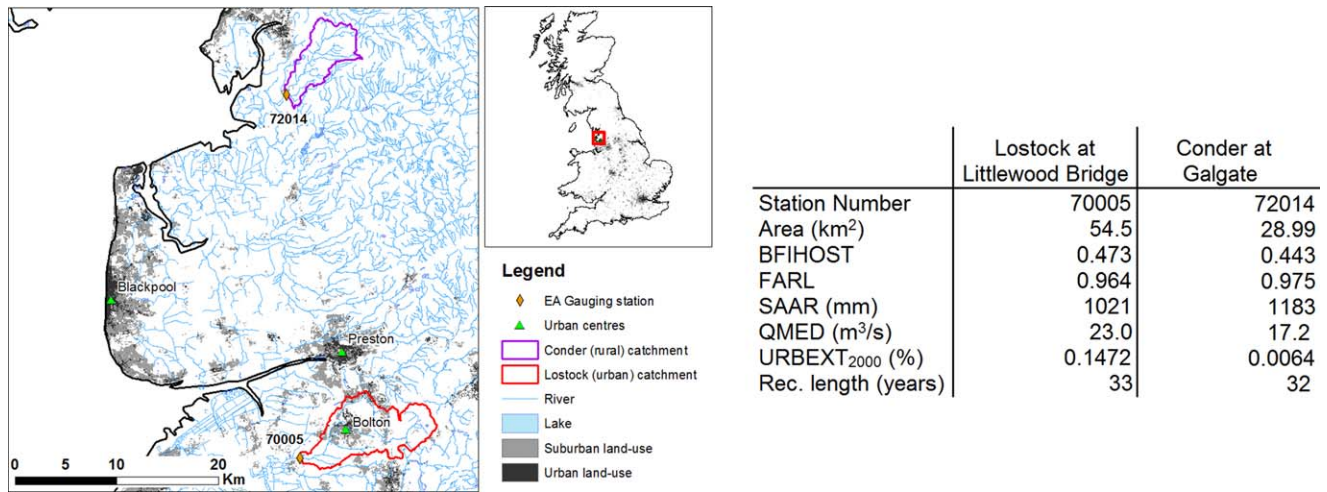 72014
Blackpool
Preston
Bolton
70005
0 5 10 20
Km
Legend
EA Gauging station
Urban centres
Conder (rural) catchment
Lostock (urban) catchment
River
Lake
Suburban land-use
Urban land-use
Lostock at Littlewood Bridge Conder at Galgate
Station Number 70005 72014
Area (km²) 54.5 28.99
BFIHOST 0.473 0.443
FARL 0.964 0.975
SAAR (mm) 1021 1183
QMED (m³/s) 23.0 17.2
URBEXT₂₀₀₀ (%) 0.1472 0.0064
Rec. length (years) 33 32